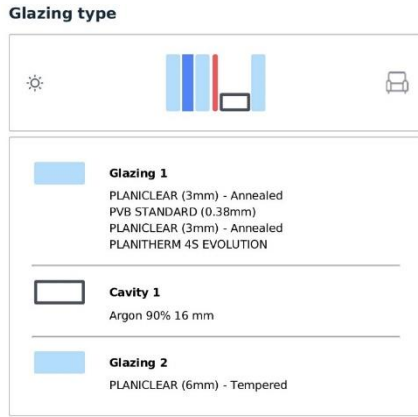 Glazing type
Glazing 1
PLANICLEAR (3mm) - Annealed
PVB STANDARD (0.38mm)
PLANICLEAR (3mm) - Annealed
PLANITHERM 4S EVOLUTION
Cavity 1
Argon 90% 16 mm
Glazing 2
PLANICLEAR (6mm) - Tempered